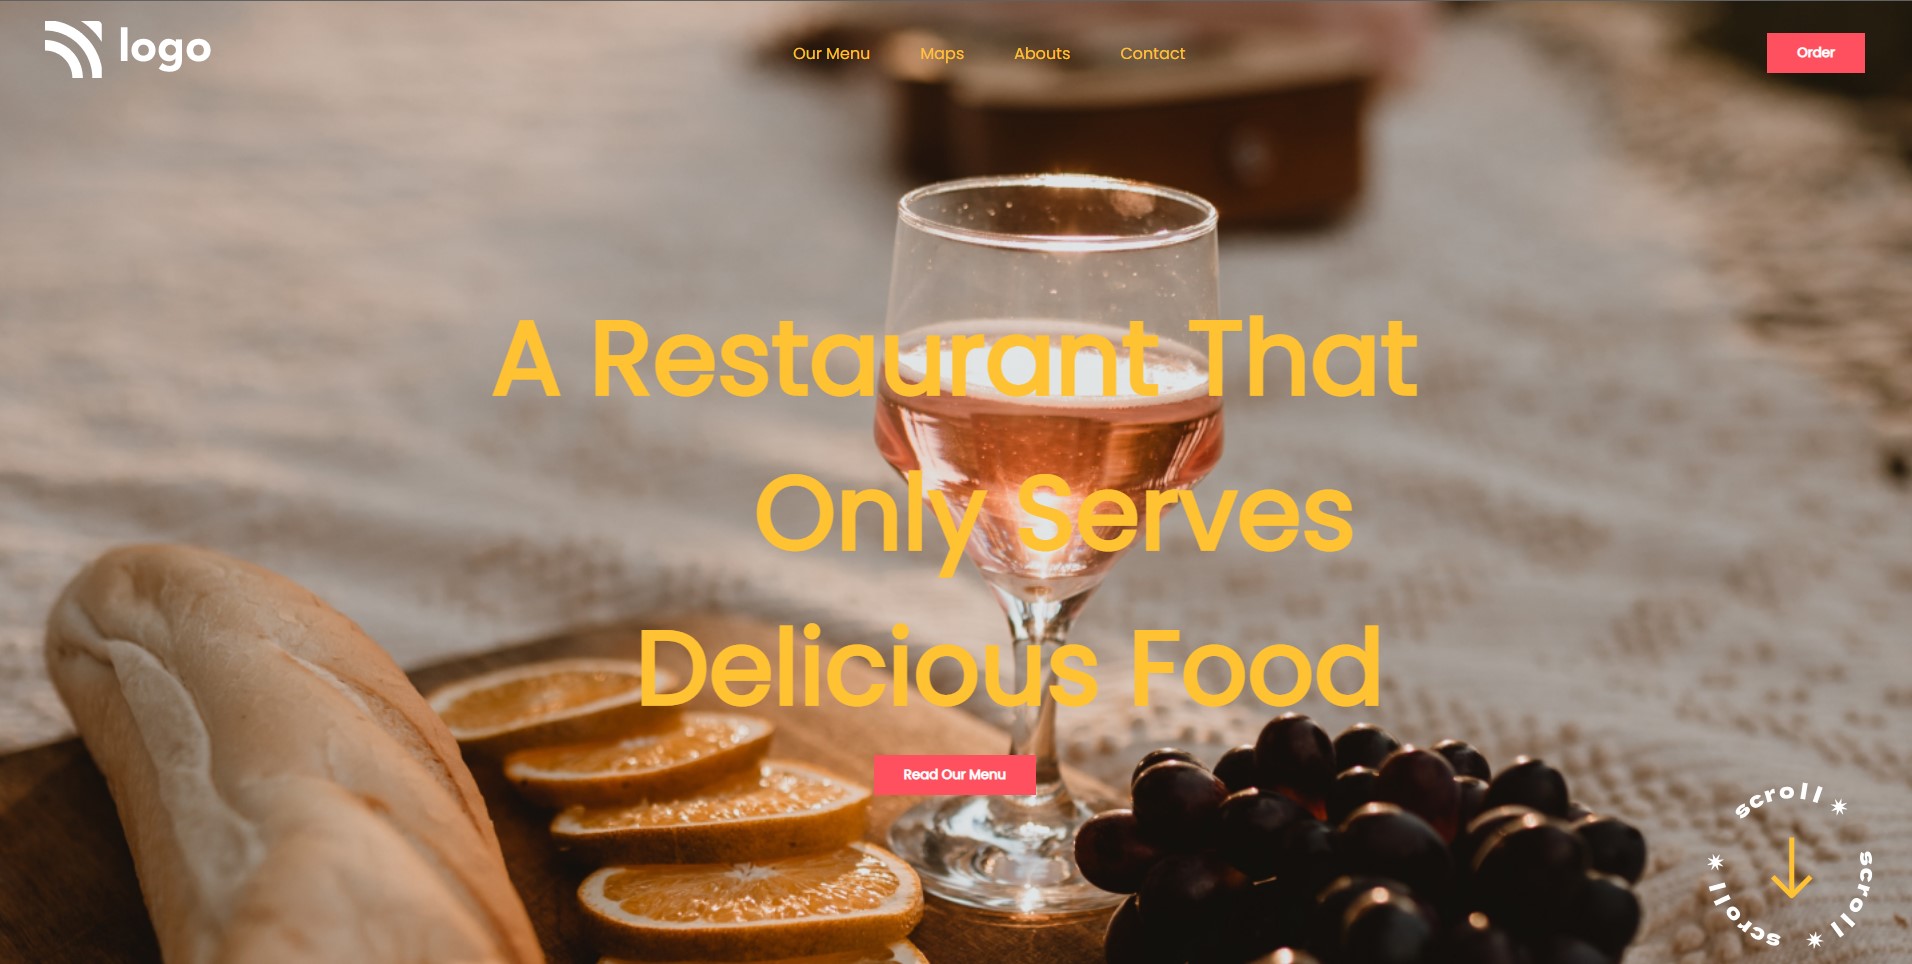 logo
Our Menu
Maps
Abouts
Contact
Order
A Restaurant That
Only Serves
Delicious Food
Read Our Menu
scroll ✷ scroll ✷ scroll ✷